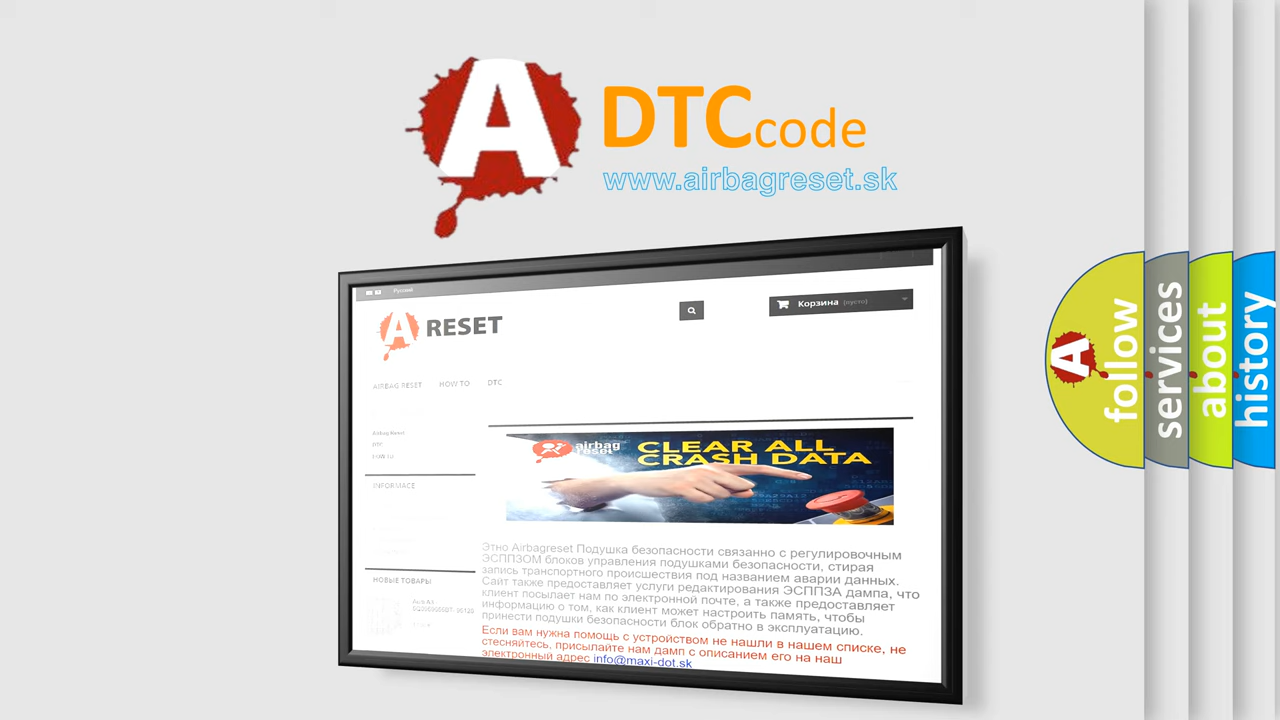 A
DTCcode
www.airbagreset.sk
Русский
A RESET
Корзина (пусто)
AIRBAG RESET HOW TO DTC
Airbag Reset
DTC
HOW TO
INFORMACE
НОВЫЕ ТОВАРЫ
airbag
reset
CLEAR ALL
CRASH DATA
Этно Airbagreset Подушка безопасности связанно с регулировочным
ЭСППЗОМ блоков управления подушками безопасности, стирая
запись транспортного происшествия под названием аварии данных.
Сайт также предоставляет услуги редактирования ЭСППЗА дампа, что
клиент посылает нам по электронной почте, а также предоставляет
информацию о том, как клиент может настроить память, чтобы
принести подушки безопасности блок обратно в эксплуатацию.
Если вам нужна помощь с устройством не нашли в нашем списке, не
стесняйтесь, присылайте нам дамп с описанием его на наш
электронный адрес info@maxi-dot.sk
A
follow
services
about
history